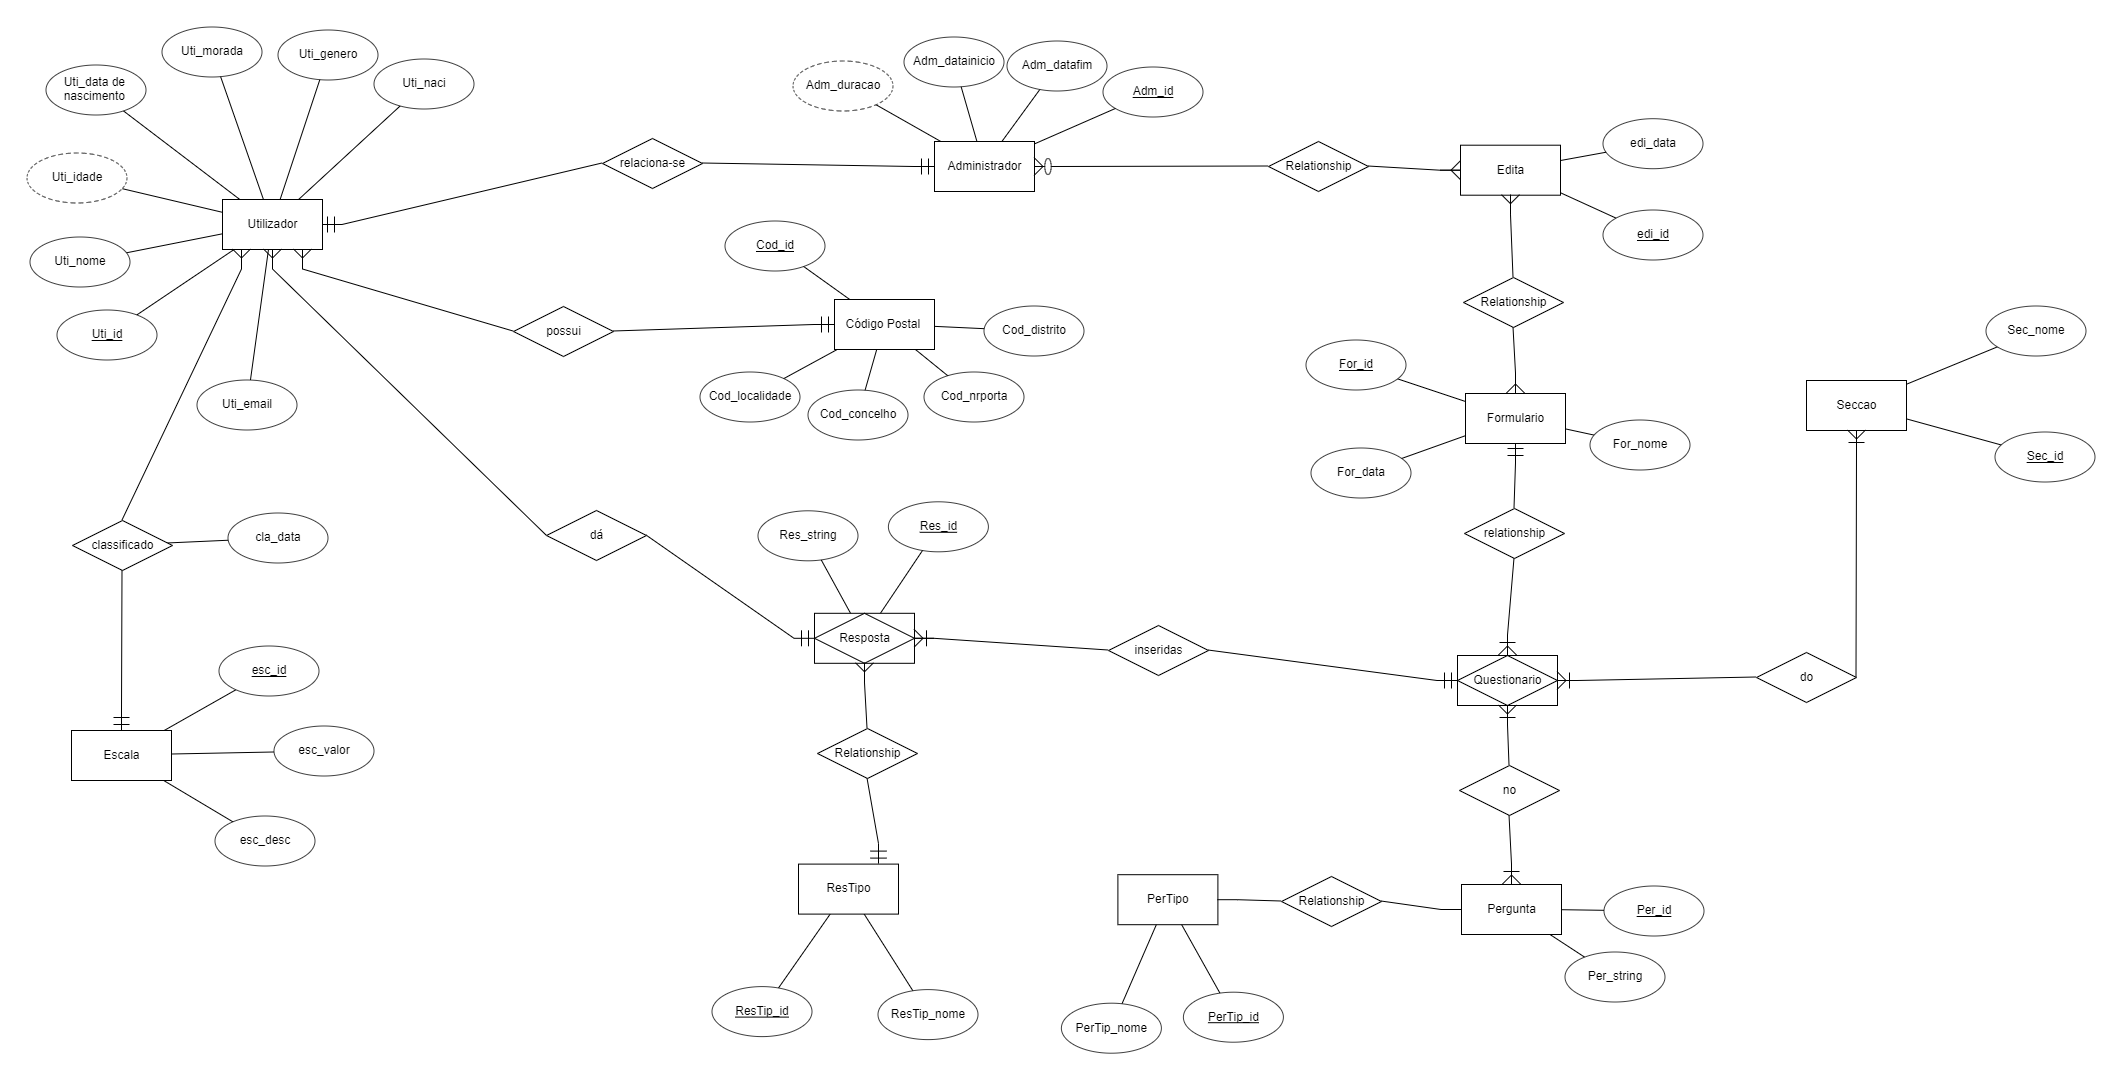 Uti_morada
Uti_genero
Uti_naci
Uti_data de
nascimento
Uti_idade
Utilizador
Uti_nome
Uti_id
Uti_email
relaciona-se
Adm_duracao
Adm_datainicio
Adm_datafim
Adm_id
Administrador
Relationship
Edita
edi_data
edi_id
Cod_id
possui
Código Postal
Cod_distrito
Cod_localidade
Cod_concelho
Cod_nrporta
Relationship
For_id
Formulario
For_nome
For_data
Sec_nome
Seccao
Sec_id
classificado
cla_data
dá
Res_string
Res_id
relationship
Resposta
inseridas
Questionario
do
esc_id
Escala
esc_valor
esc_desc
Relationship
no
ResTipo
PerTipo
Relationship
Pergunta
Per_id
Per_string
ResTip_id
ResTip_nome
PerTip_nome
PerTip_id